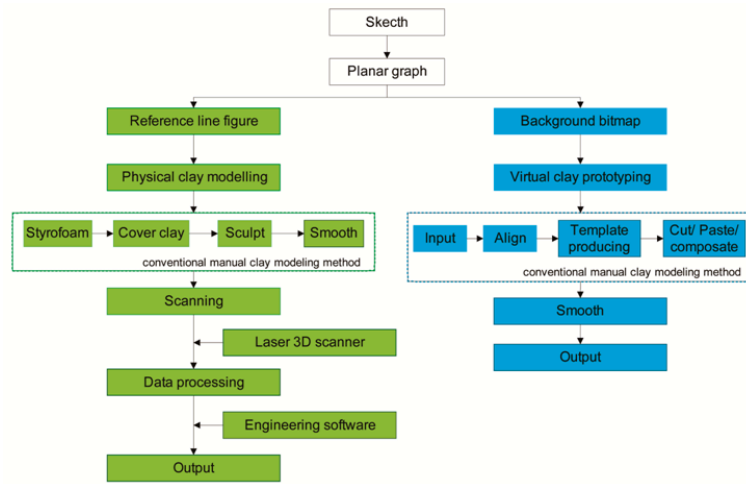 Skecth
Planar graph
Reference line figure
Physical clay modelling
Styrofoam
Cover clay
Sculpt
Smooth
conventional manual clay modeling method
Scanning
Laser 3D scanner
Data processing
Engineering software
Output
Background bitmap
Virtual clay prototyping
Input
Align
Template
producing
Cut/ Paste/
composate
conventional manual clay modeling method
Smooth
Output